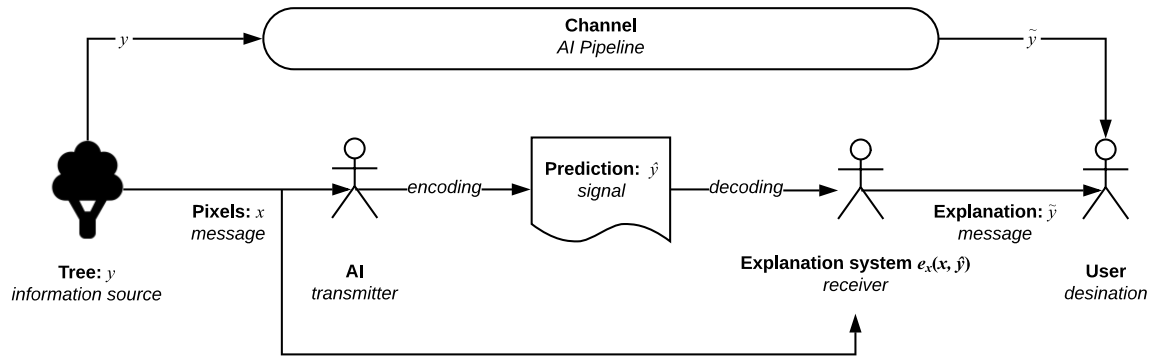 Channel
AI Pipeline
y
ỹ
encoding
Prediction: ŷ
signal
decoding
Pixels: x
message
Explanation: ỹ
message
Tree: y
information source
AI
transmitter
Explanation system eₓ(x, ŷ)
receiver
User
desination